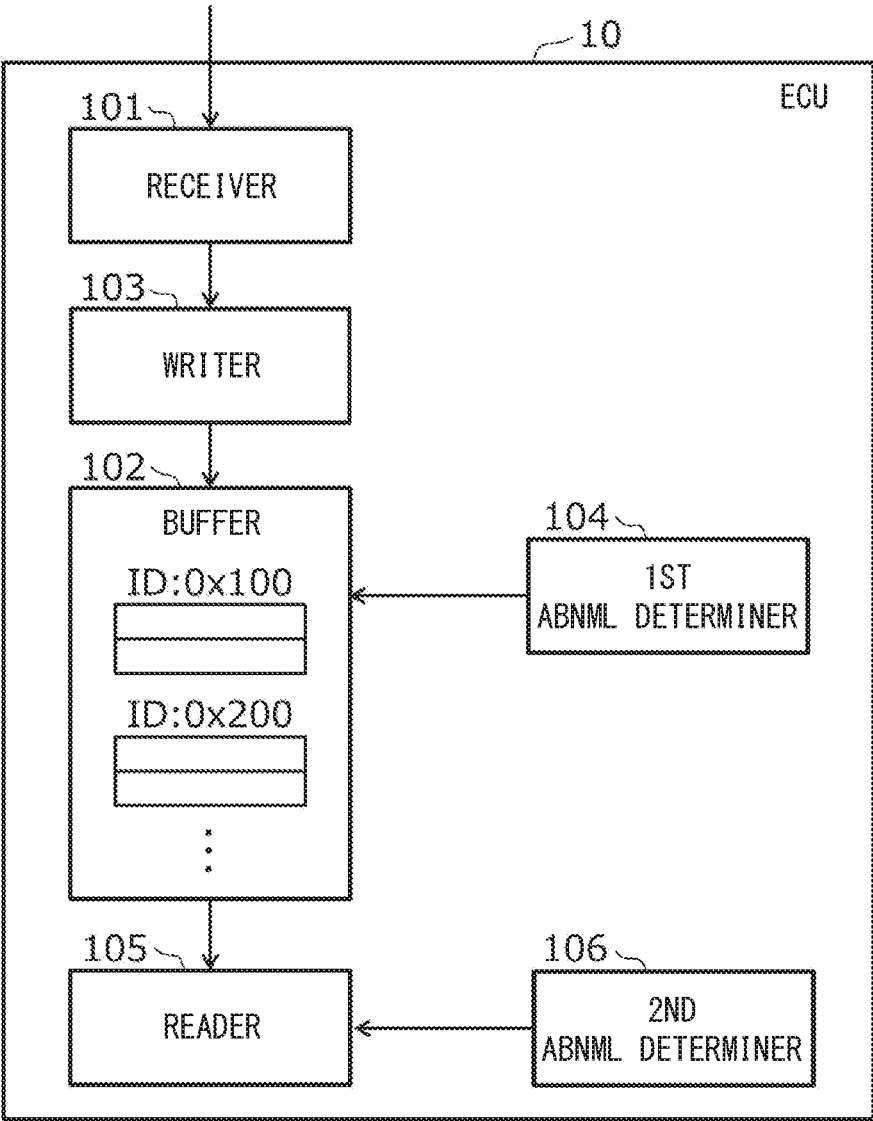 10
ECU
101
RECEIVER
103
WRITER
102
BUFFER
ID:0x100
ID:0x200
104
1ST
ABNML DETERMINER
105
READER
106
2ND
ABNML DETERMINER